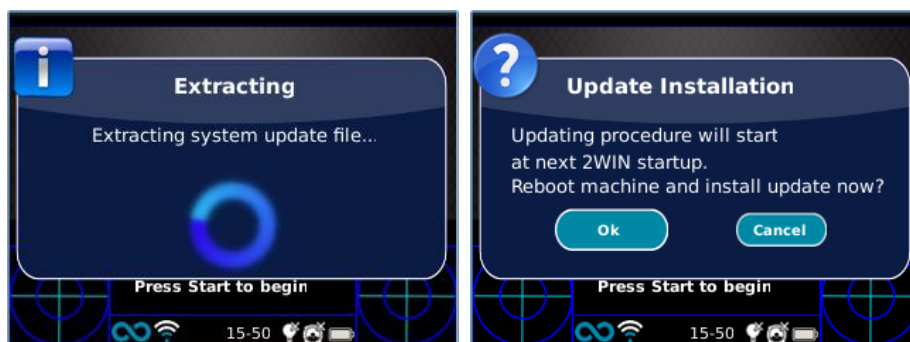 Extracting
Extracting system update file...
Press Start to begin
15-50
Update Installation
Updating procedure will start
at next 2WIN startup.
Reboot machine and install update now?
Ok
Cancel
Press Start to begin
15-50